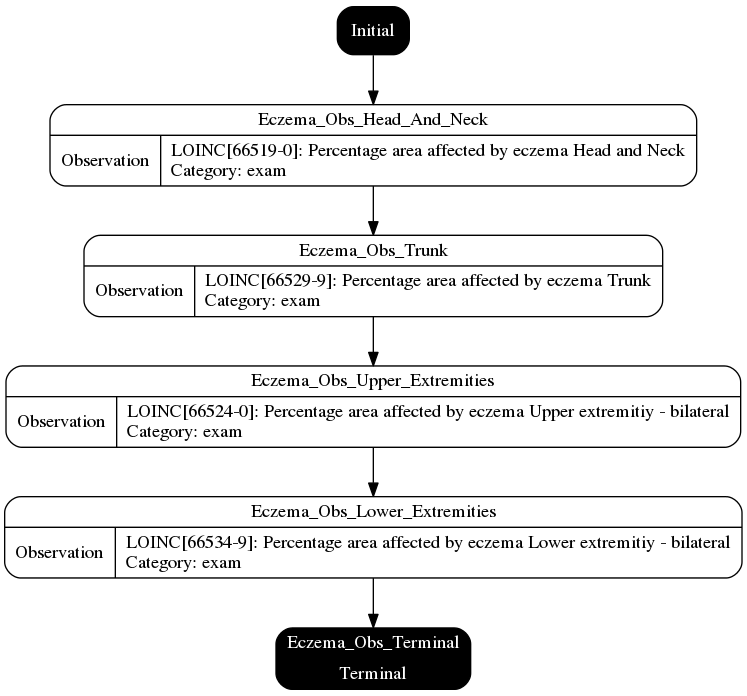 Initial
Eczema_Obs_Head_And_Neck
Observation
LOINC[66519-0]: Percentage area affected by eczema Head and Neck
Category: exam
Eczema_Obs_Trunk
Observation
LOINC[66529-9]: Percentage area affected by eczema Trunk
Category: exam
Eczema_Obs_Upper_Extremities
Observation
LOINC[66524-0]: Percentage area affected by eczema Upper extremitiy - bilateral
Category: exam
Eczema_Obs_Lower_Extremities
Observation
LOINC[66534-9]: Percentage area affected by eczema Lower extremitiy - bilateral
Category: exam
Eczema_Obs_Terminal
Terminal